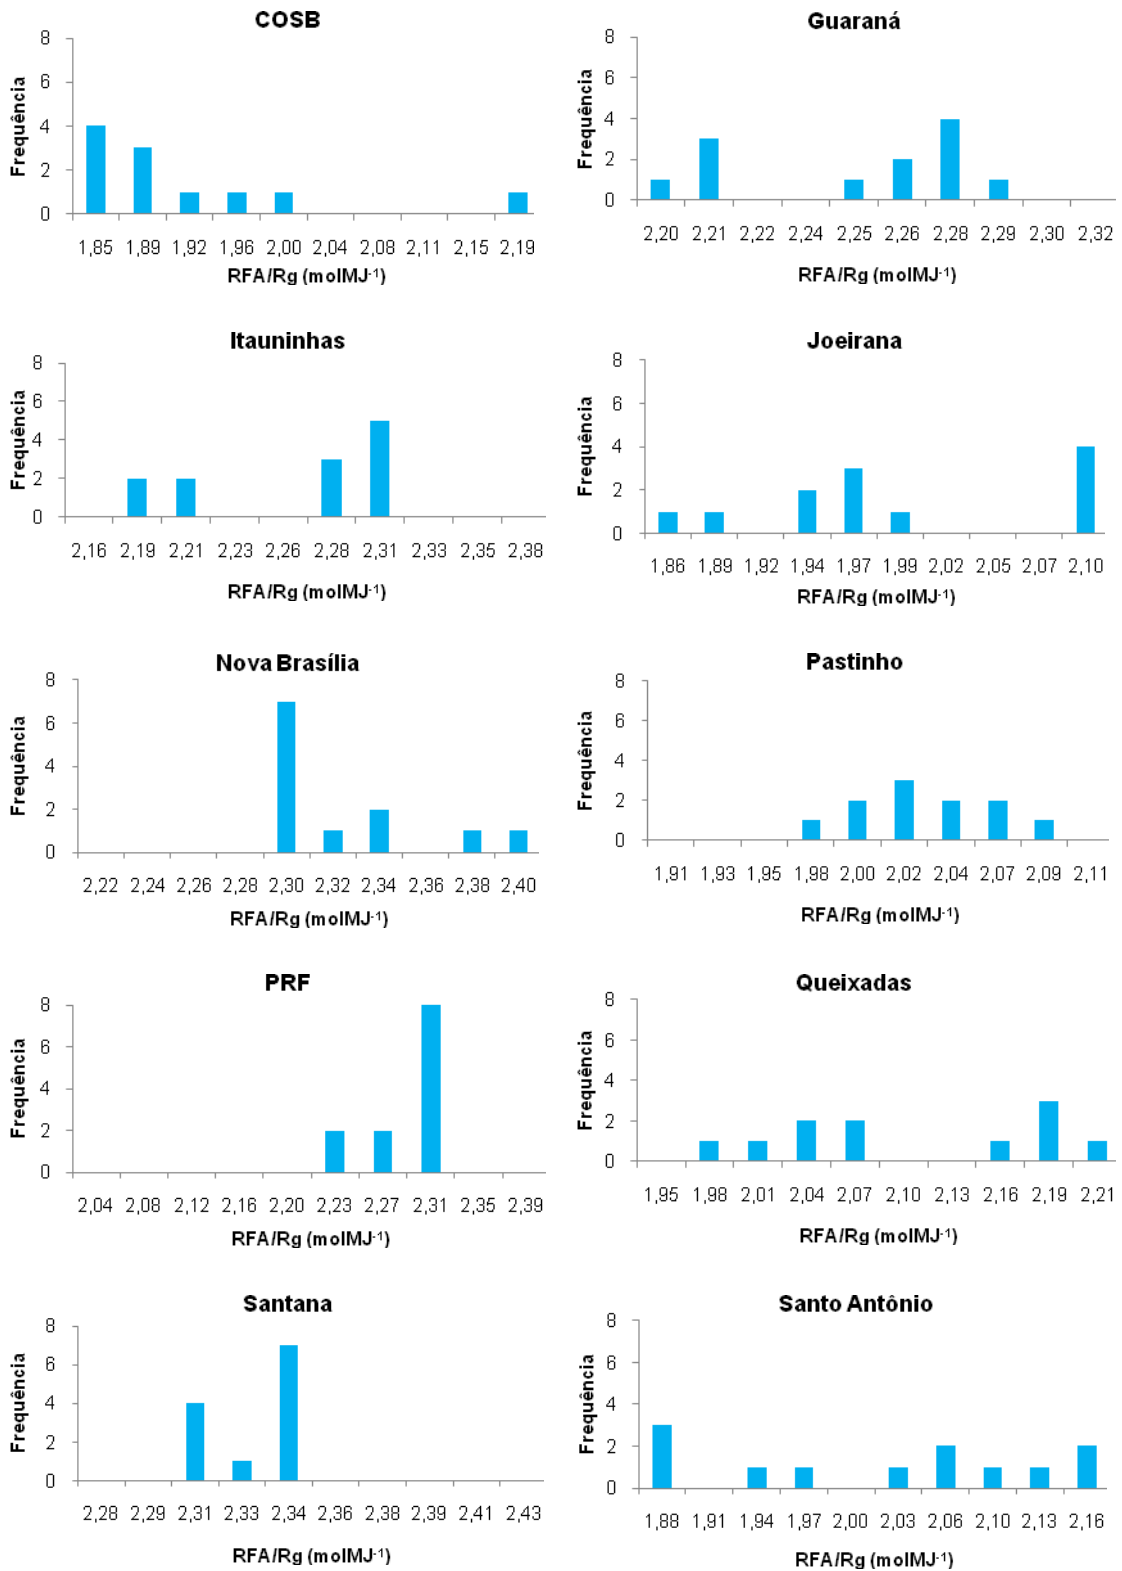 COSB
Frequência
8
6
4
2
0
1,85 1,89 1,92 1,96 2,00 2,04 2,08 2,11 2,15 2,19
RFA/Rg (molMJ-1)
Guaraná
Frequência
8
6
4
2
0
2,20 2,21 2,22 2,24 2,25 2,26 2,28 2,29 2,30 2,32
RFA/Rg (molMJ-1)
Itauninhas
Frequência
8
6
4
2
0
2,16 2,19 2,21 2,23 2,26 2,28 2,31 2,33 2,35 2,38
RFA/Rg (molMJ-1)
Joeirana
Frequência
8
6
4
2
0
1,86 1,89 1,92 1,94 1,97 1,99 2,02 2,05 2,07 2,10
RFA/Rg (molMJ-1)
Nova Brasília
Frequência
8
6
4
2
0
2,22 2,24 2,26 2,28 2,30 2,32 2,34 2,36 2,38 2,40
RFA/Rg (molMJ-1)
Pastinho
Frequência
8
6
4
2
0
1,91 1,93 1,95 1,98 2,00 2,02 2,04 2,07 2,09 2,11
RFA/Rg (molMJ-1)
PRF
Frequência
8
6
4
2
0
2,04 2,08 2,12 2,16 2,20 2,23 2,27 2,31 2,35 2,39
RFA/Rg (molMJ-1)
Queixadas
Frequência
8
6
4
2
0
1,95 1,98 2,01 2,04 2,07 2,10 2,13 2,16 2,19 2,21
RFA/Rg (molMJ-1)
Santana
Frequência
8
6
4
2
0
2,28 2,29 2,31 2,33 2,34 2,36 2,38 2,39 2,41 2,43
RFA/Rg (molMJ-1)
Santo Antônio
Frequência
8
6
4
2
0
1,88 1,91 1,94 1,97 2,00 2,03 2,06 2,10 2,13 2,16
RFA/Rg (molMJ-1)